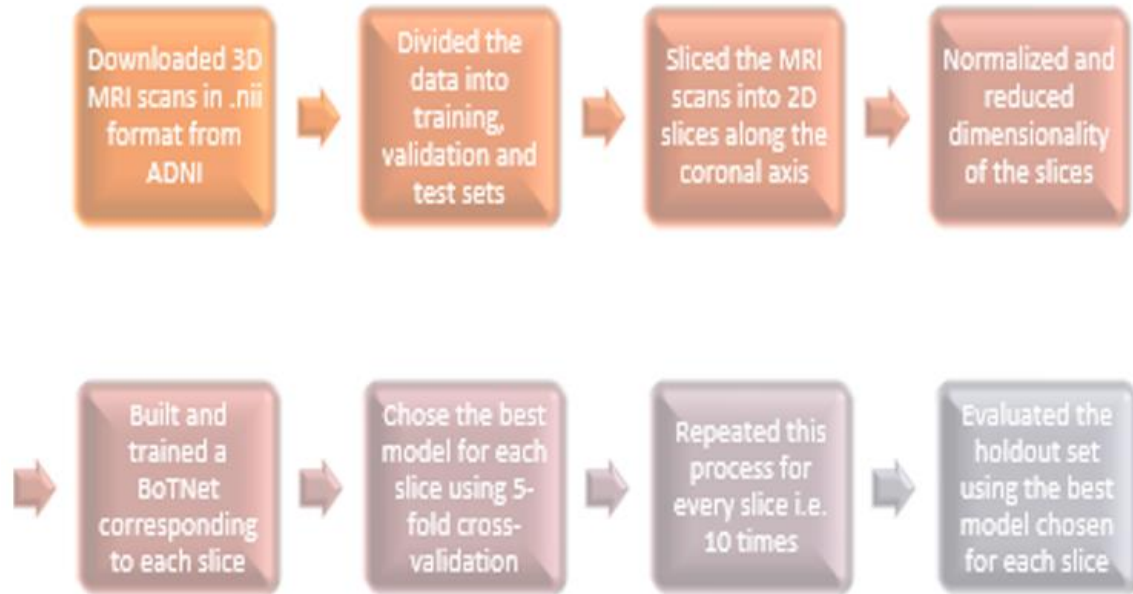 Downloaded 3D
MRI scans in .nii
format from
ADNI
Divided the
data into
training,
validation and
test sets
Sliced the MRI
scans into 2D
slices along the
coronal axis
Normalized and
reduced
dimensionality
of the slices
Built and
trained a
BoTNet
corresponding
to each slice
Chose the best
model for each
slice using 5-
fold cross-
validation
Repeated this
process for
every slice i.e.
10 times
Evaluated the
holdout set
using the best
model chosen
for each slice